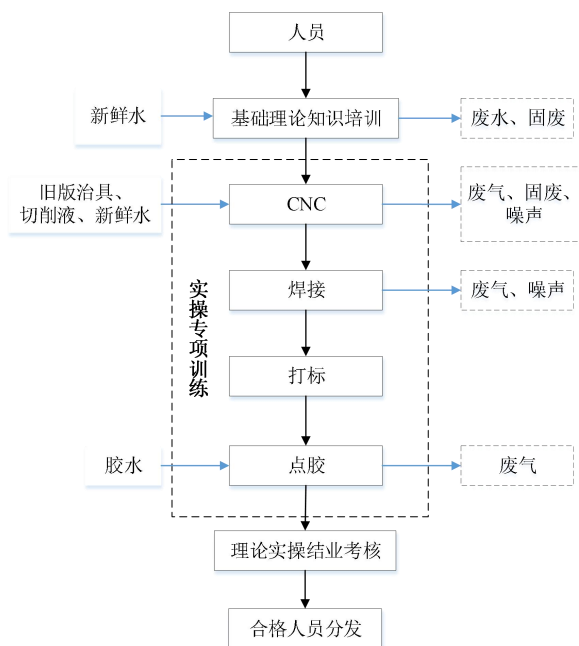 人员
新鲜水
基础理论知识培训
废水、固废
旧版治具、
切削液、新鲜水
CNC
废气、固废、
噪声
实操专项训练
焊接
废气、噪声
打标
胶水
点胶
废气
理论实操结业考核
合格人员分发